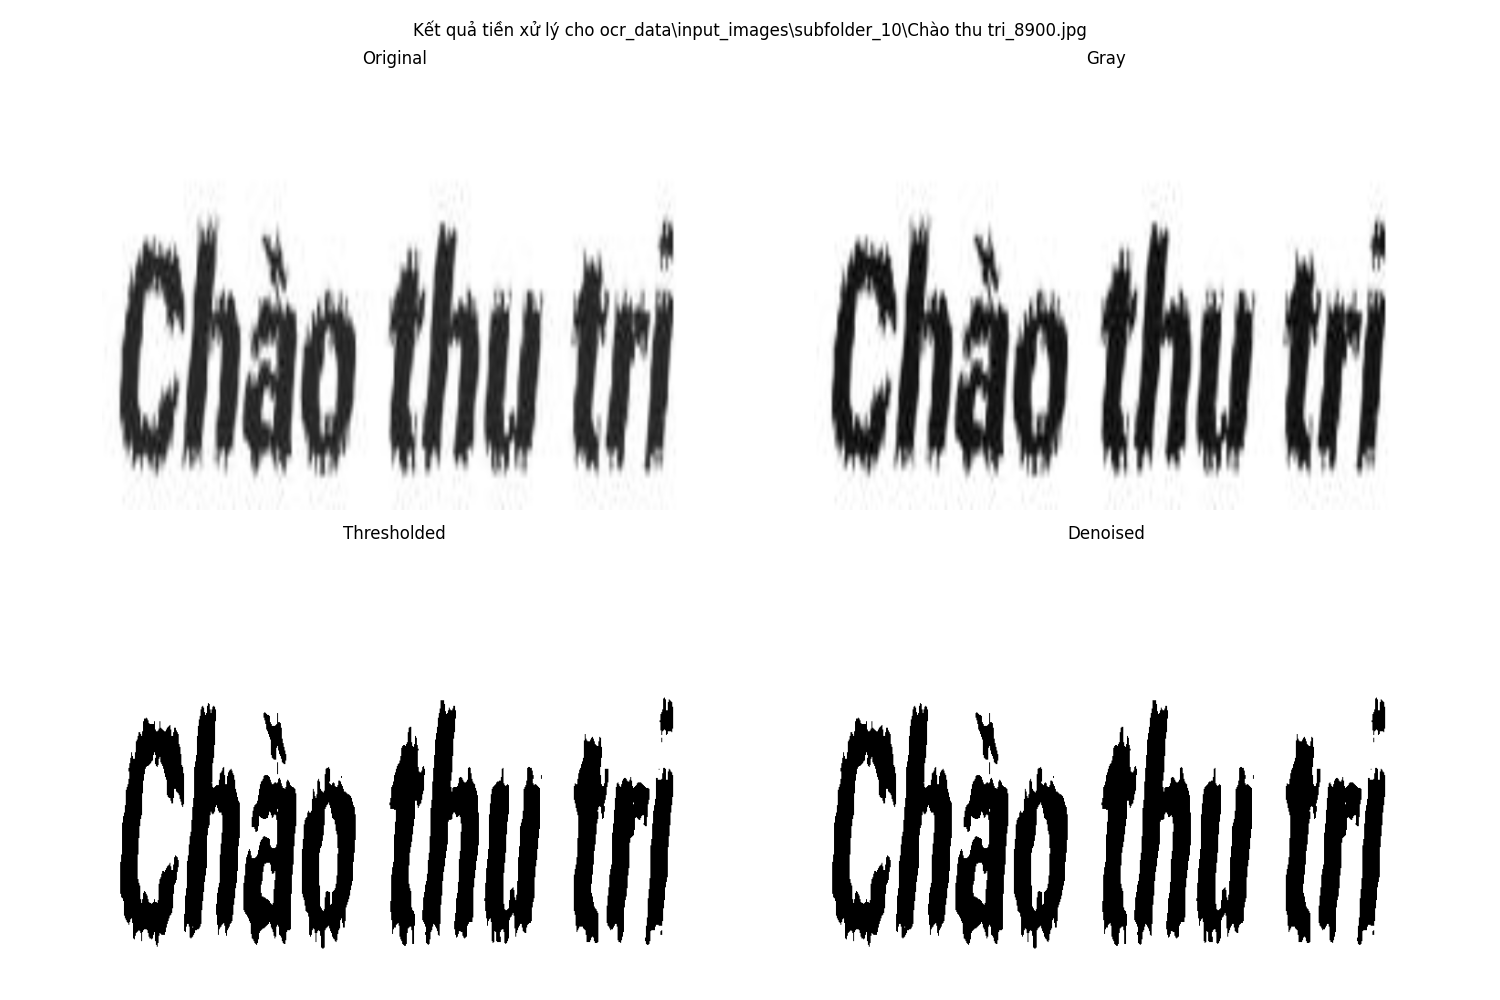 Kết quả tiền xử lý cho ocr_data\input_images\subfolder_10\Chào thu tri_8900.jpg
Original
Gray
Chào thu tri
Chào thu tri
Thresholded
Denoised
Chào thu tri
Chào thu tri